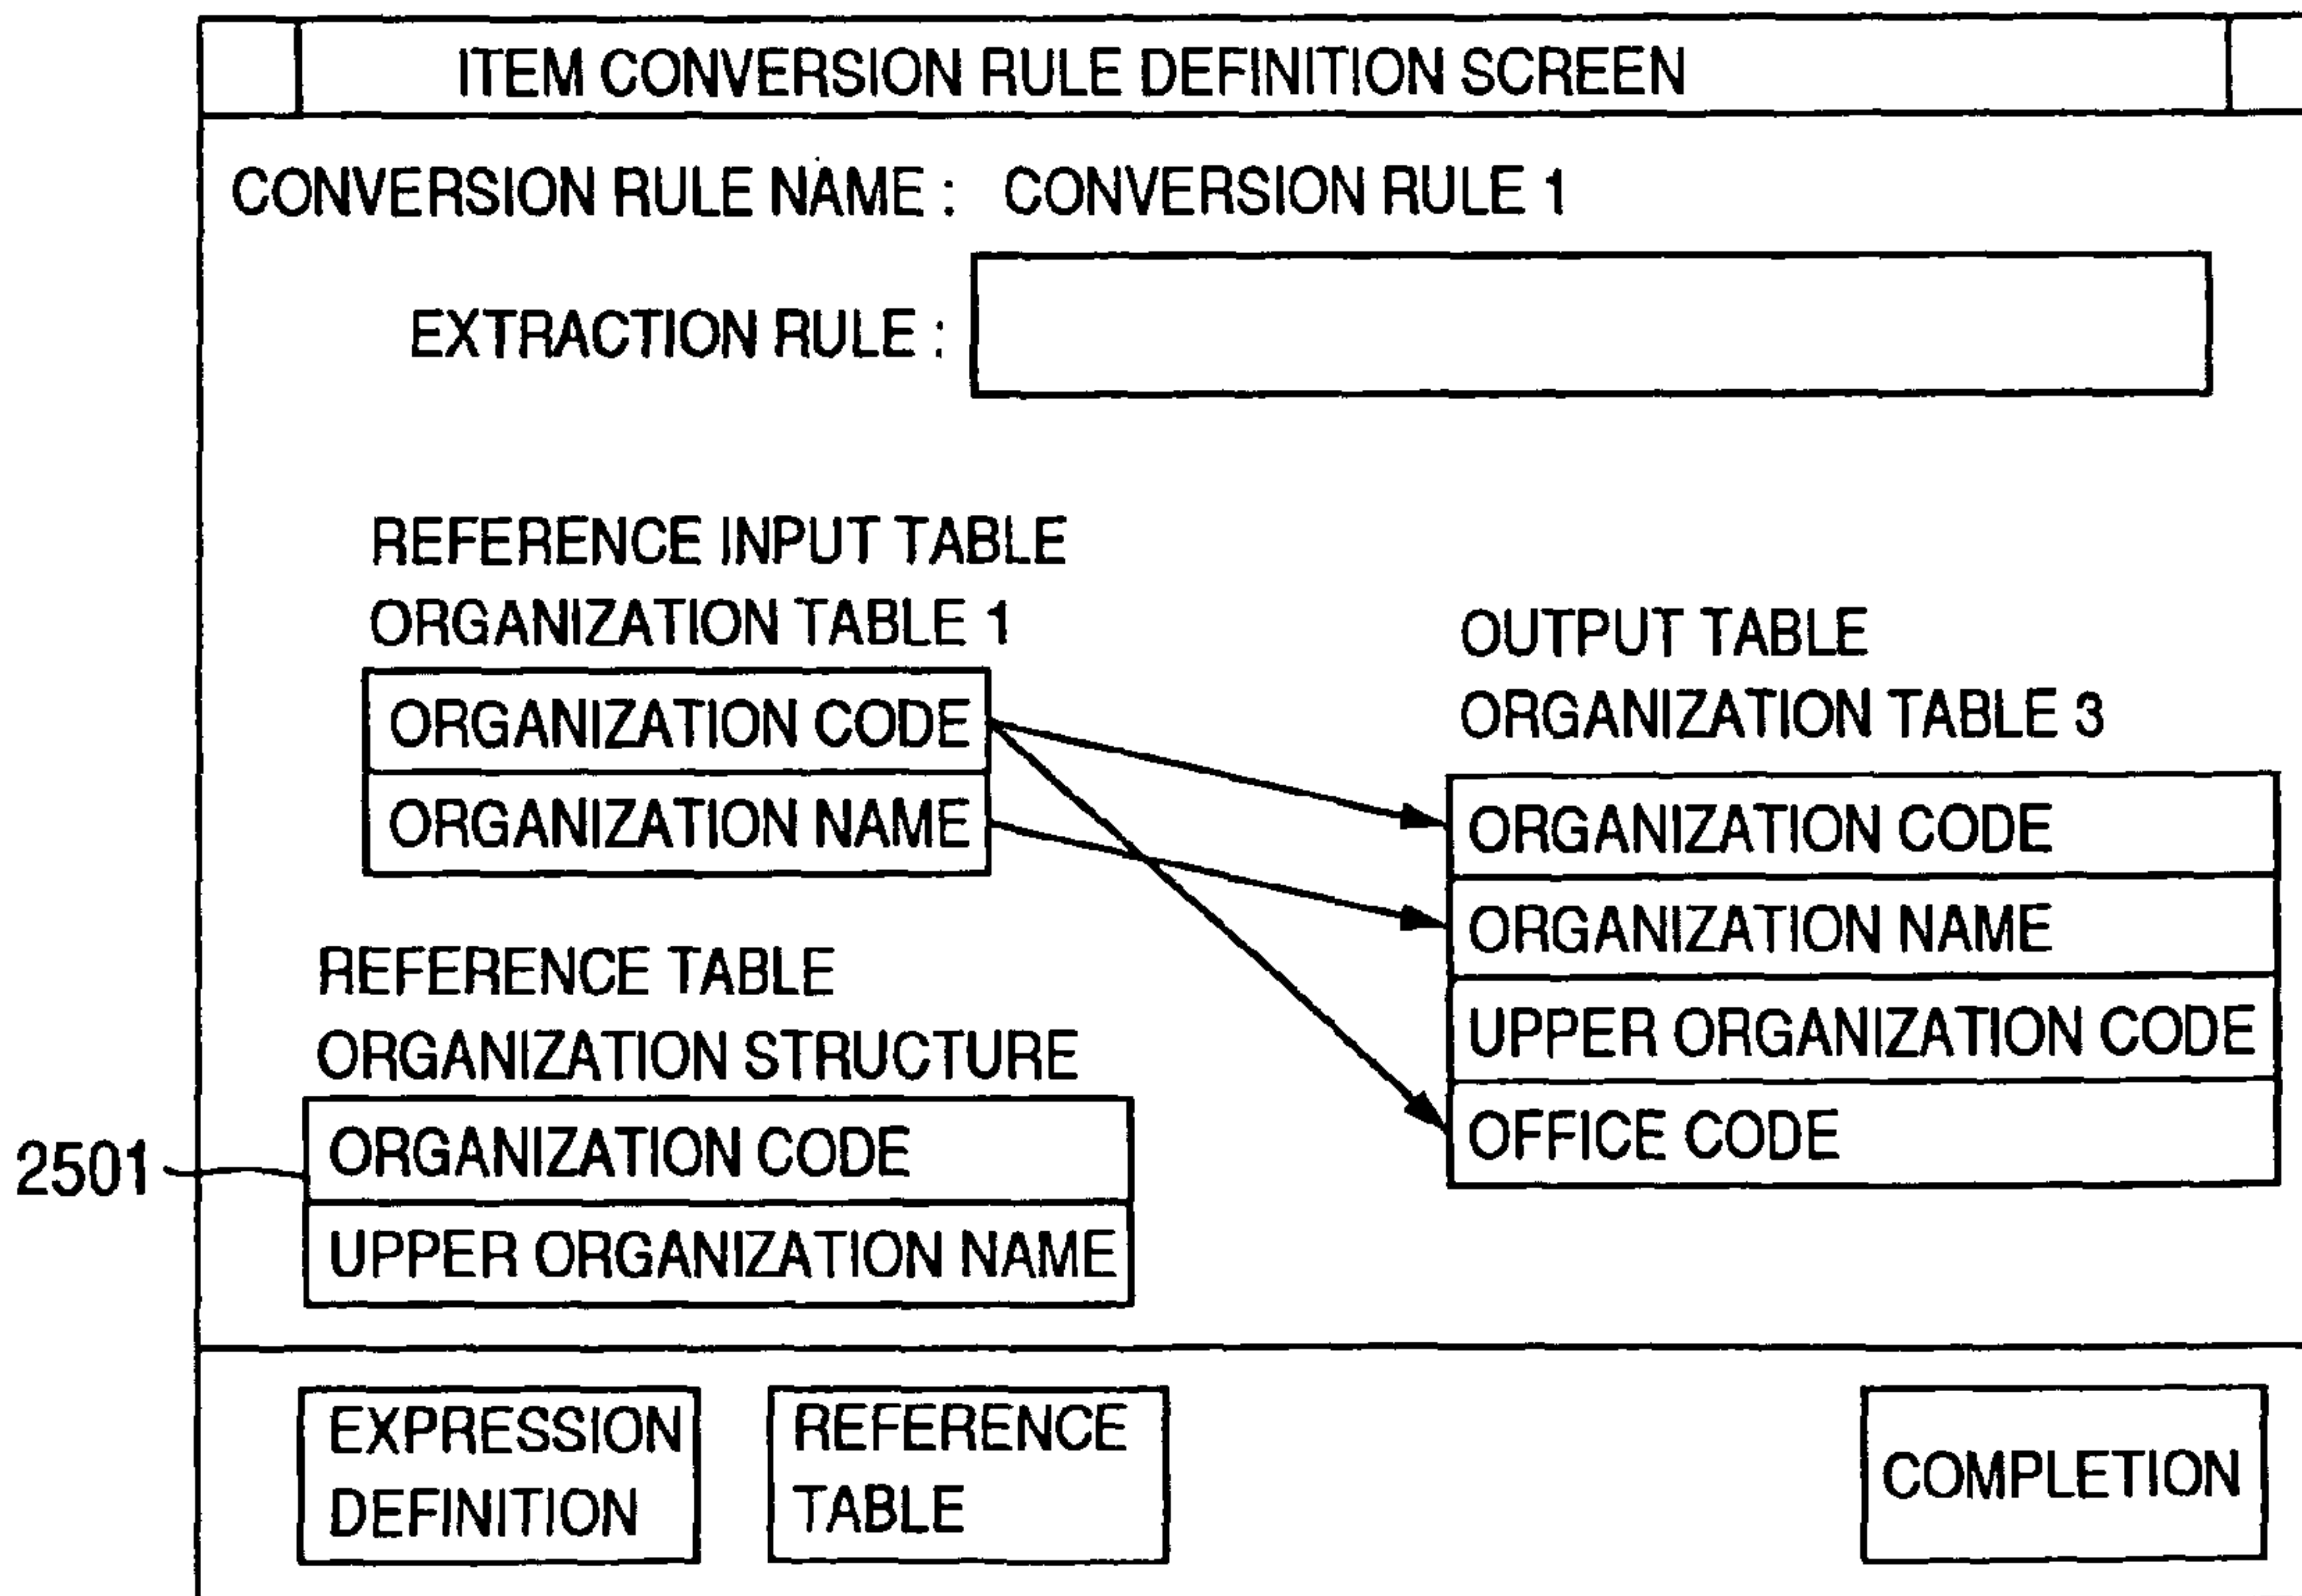 ITEM CONVERSION RULE DEFINITION SCREEN
CONVERSION RULE NAME : CONVERSION RULE 1
EXTRACTION RULE :
REFERENCE INPUT TABLE
ORGANIZATION TABLE 1
ORGANIZATION CODE
ORGANIZATION NAME
OUTPUT TABLE
ORGANIZATION TABLE 3
ORGANIZATION CODE
ORGANIZATION NAME
UPPER ORGANIZATION CODE
OFFICE CODE
REFERENCE TABLE
ORGANIZATION STRUCTURE
2501
ORGANIZATION CODE
UPPER ORGANIZATION NAME
EXPRESSION
DEFINITION
REFERENCE
TABLE
COMPLETION